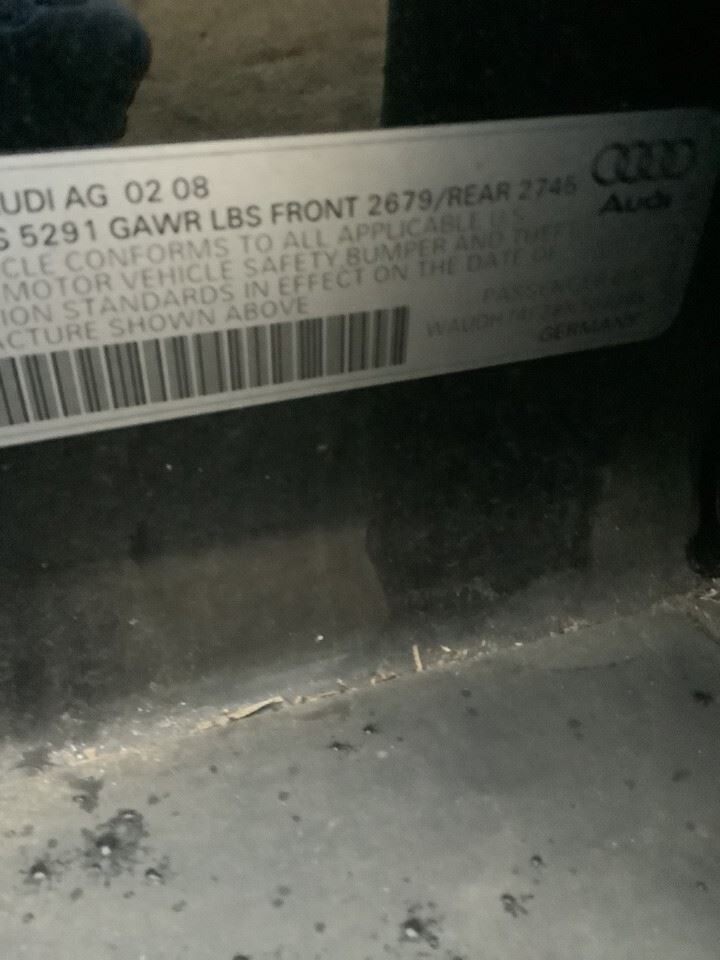 UDI AG 02 08
S 5291 GAWR LBS FRONT 2679/REAR 2745
Audi
CLE CONFORMS TO ALL APPLICABLE U.S.
MOTOR VEHICLE SAFETY, BUMPER AND THEFT
ION STANDARDS IN EFFECT ON THE DATE OF
ACTURE SHOWN ABOVE
PASSENGER
GERMANY